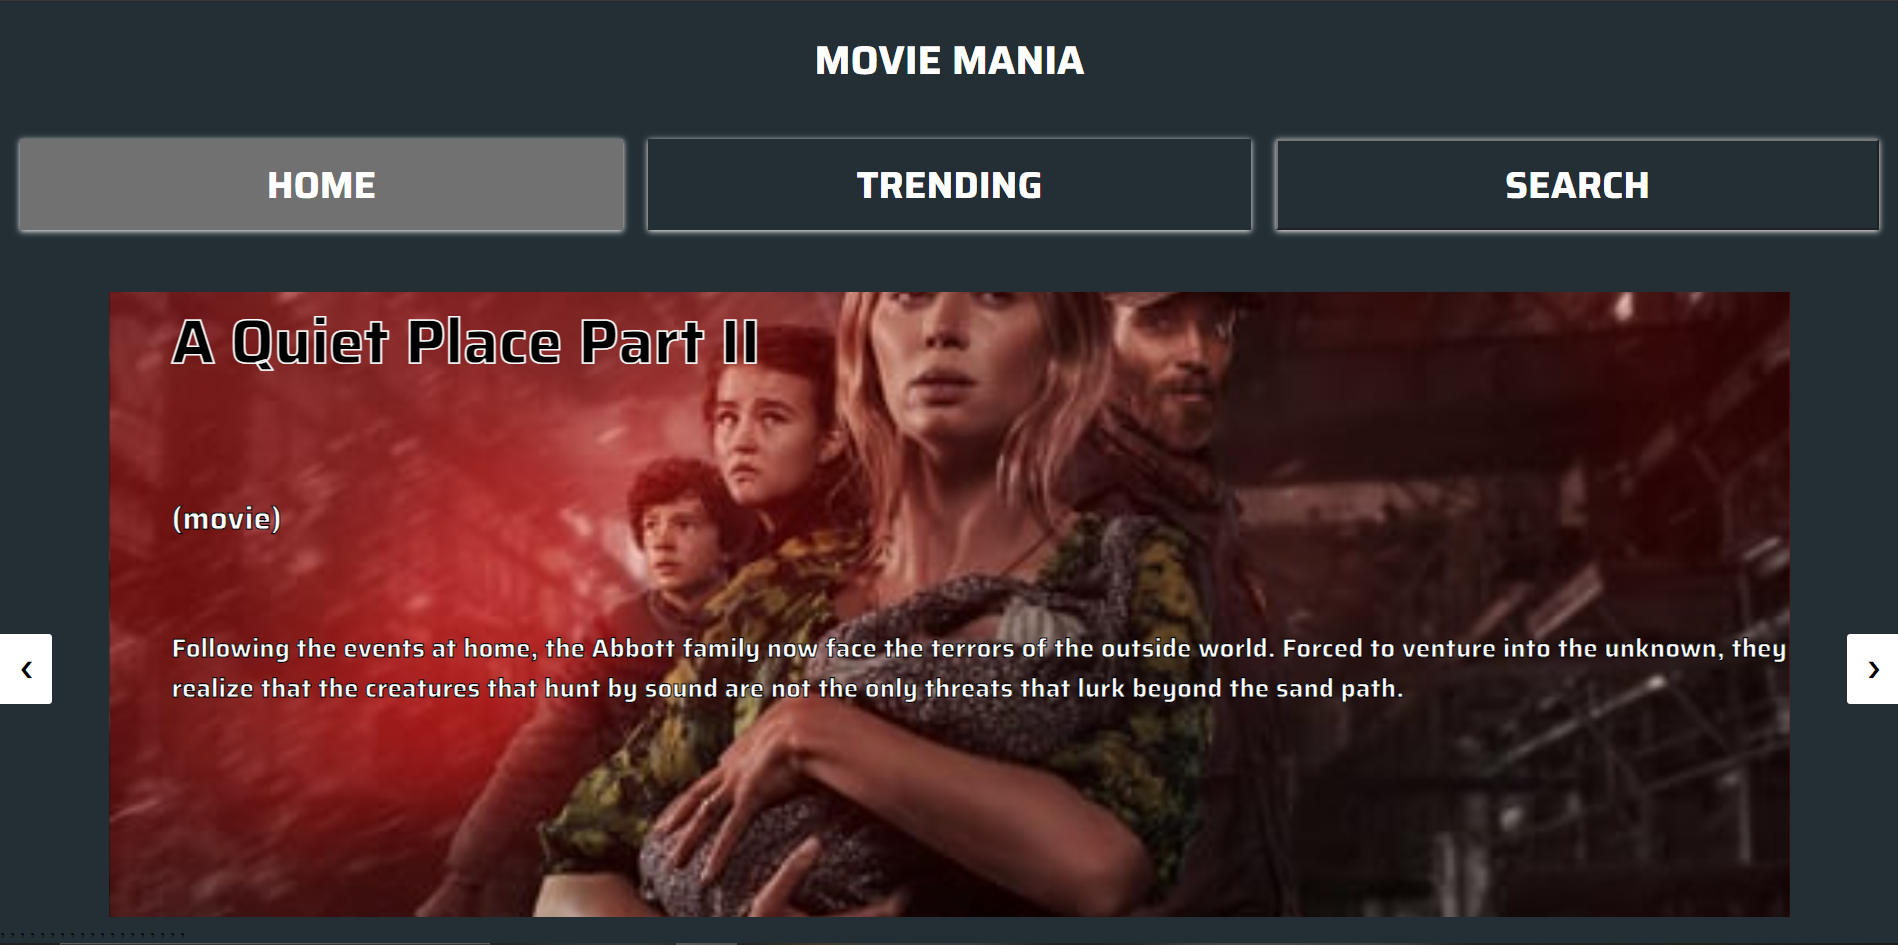 MOVIE MANIA
HOME
TRENDING
SEARCH
A Quiet Place Part II
(movie)
Following the events at home, the Abbott family now face the terrors of the outside world. Forced to venture into the unknown, they
realize that the creatures that hunt by sound are not the only threats that lurk beyond the sand path.
‹
›